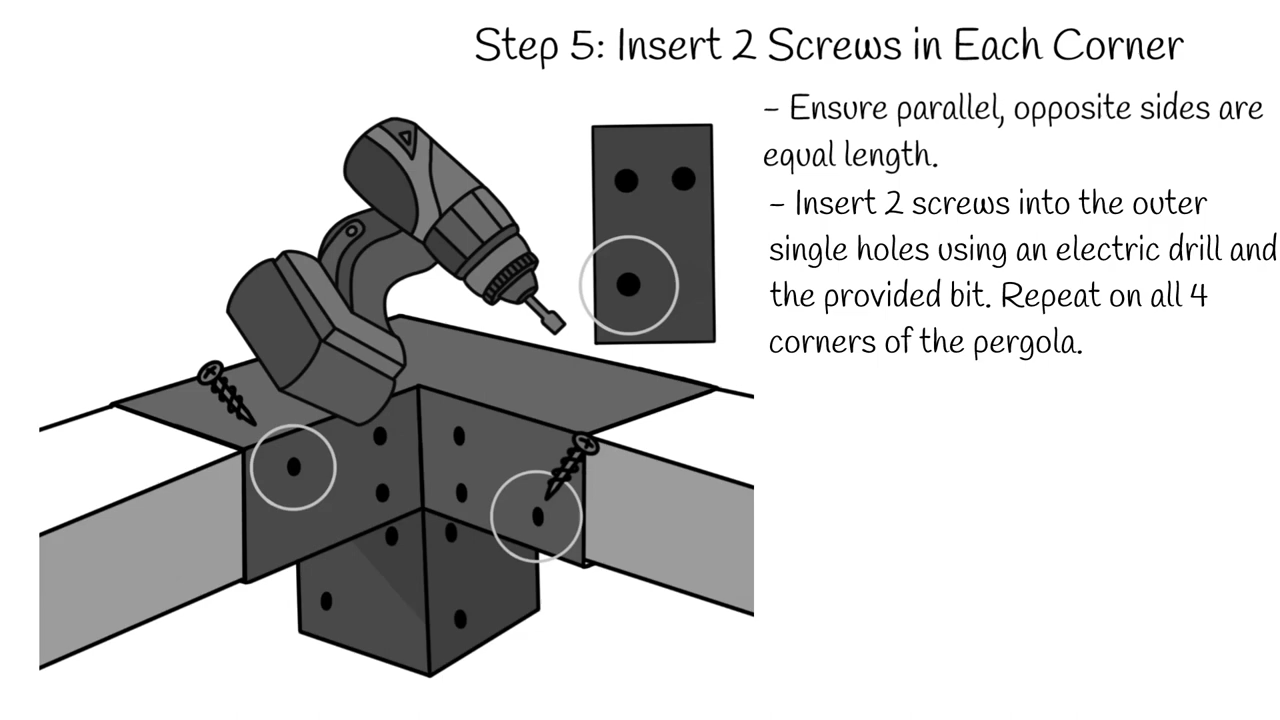 Step 5: Insert 2 Screws in Each Corner
- Ensure parallel, opposite sides are
equal length.
- Insert 2 screws into the outer
single holes using an electric drill and
the provided bit. Repeat on all 4
corners of the pergola.